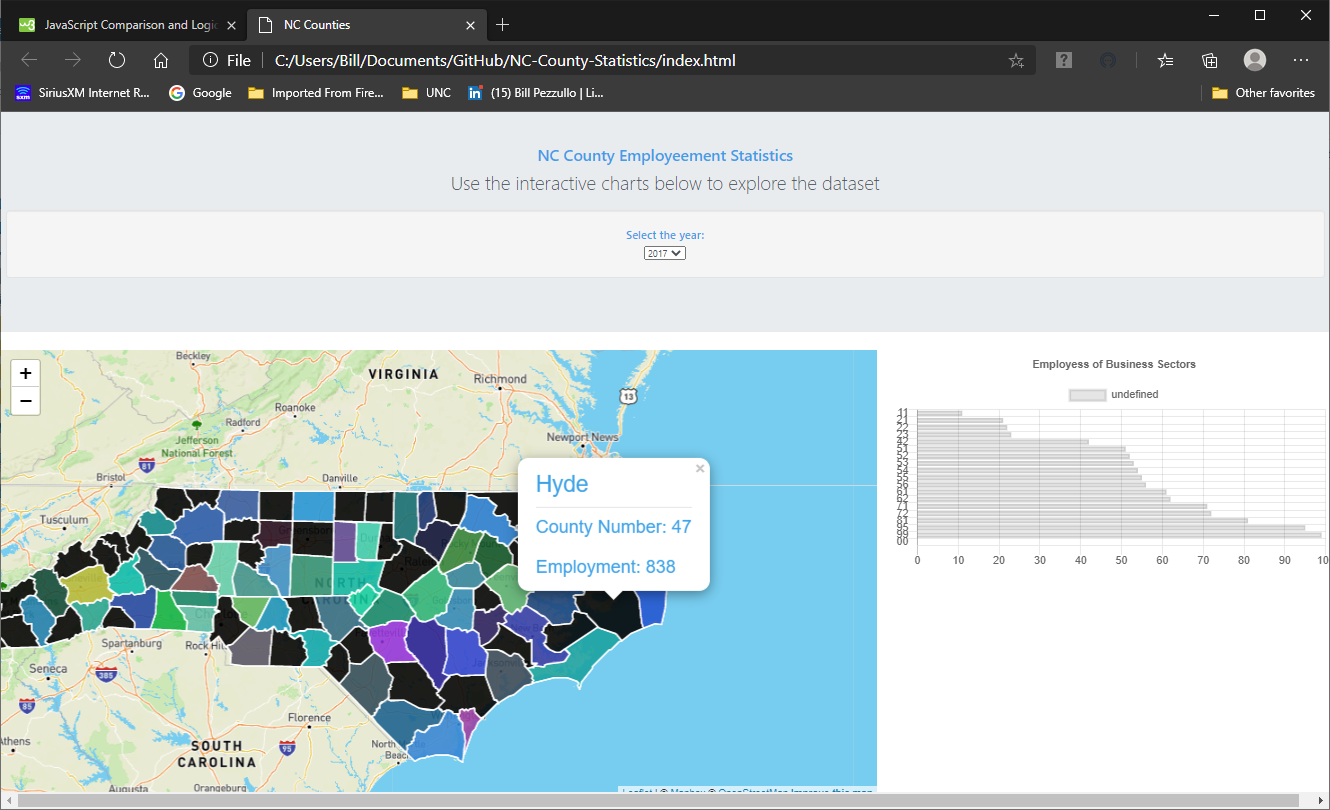 JavaScript Comparison and Logic
NC Counties
File
C:/Users/Bill/Documents/GitHub/NC-County-Statistics/index.html
SiriusXM Internet R...
Google
Imported From Fire...
UNC
(15) Bill Pezzullo | Li...
Other favorites
NC County Employeement Statistics
Use the interactive charts below to explore the dataset
Select the year:
2017
+
−
Beckley
VIRGINIA
Richmond
13
Roanoke
Radford
Jefferson
National Forest
Newport News
81
Bristol
Danville
Tusculum
Hyde
County Number: 47
Employment: 838
NORTH
CAROLINA
Spartanburg
Rock Hill
Seneca
385
85
Florence
95
Athens
SOUTH
CAROLINA
North
Beach
Augusta
Orangeburg
Leaflet | © Mapbox © OpenStreetMap Improve this map
Employess of Business Sectors
undefined
11
21
22
23
42
51
52
53
54
55
56
61
62
71
72
81
95
99
00
0 10 20 30 40 50 60 70 80 90 10